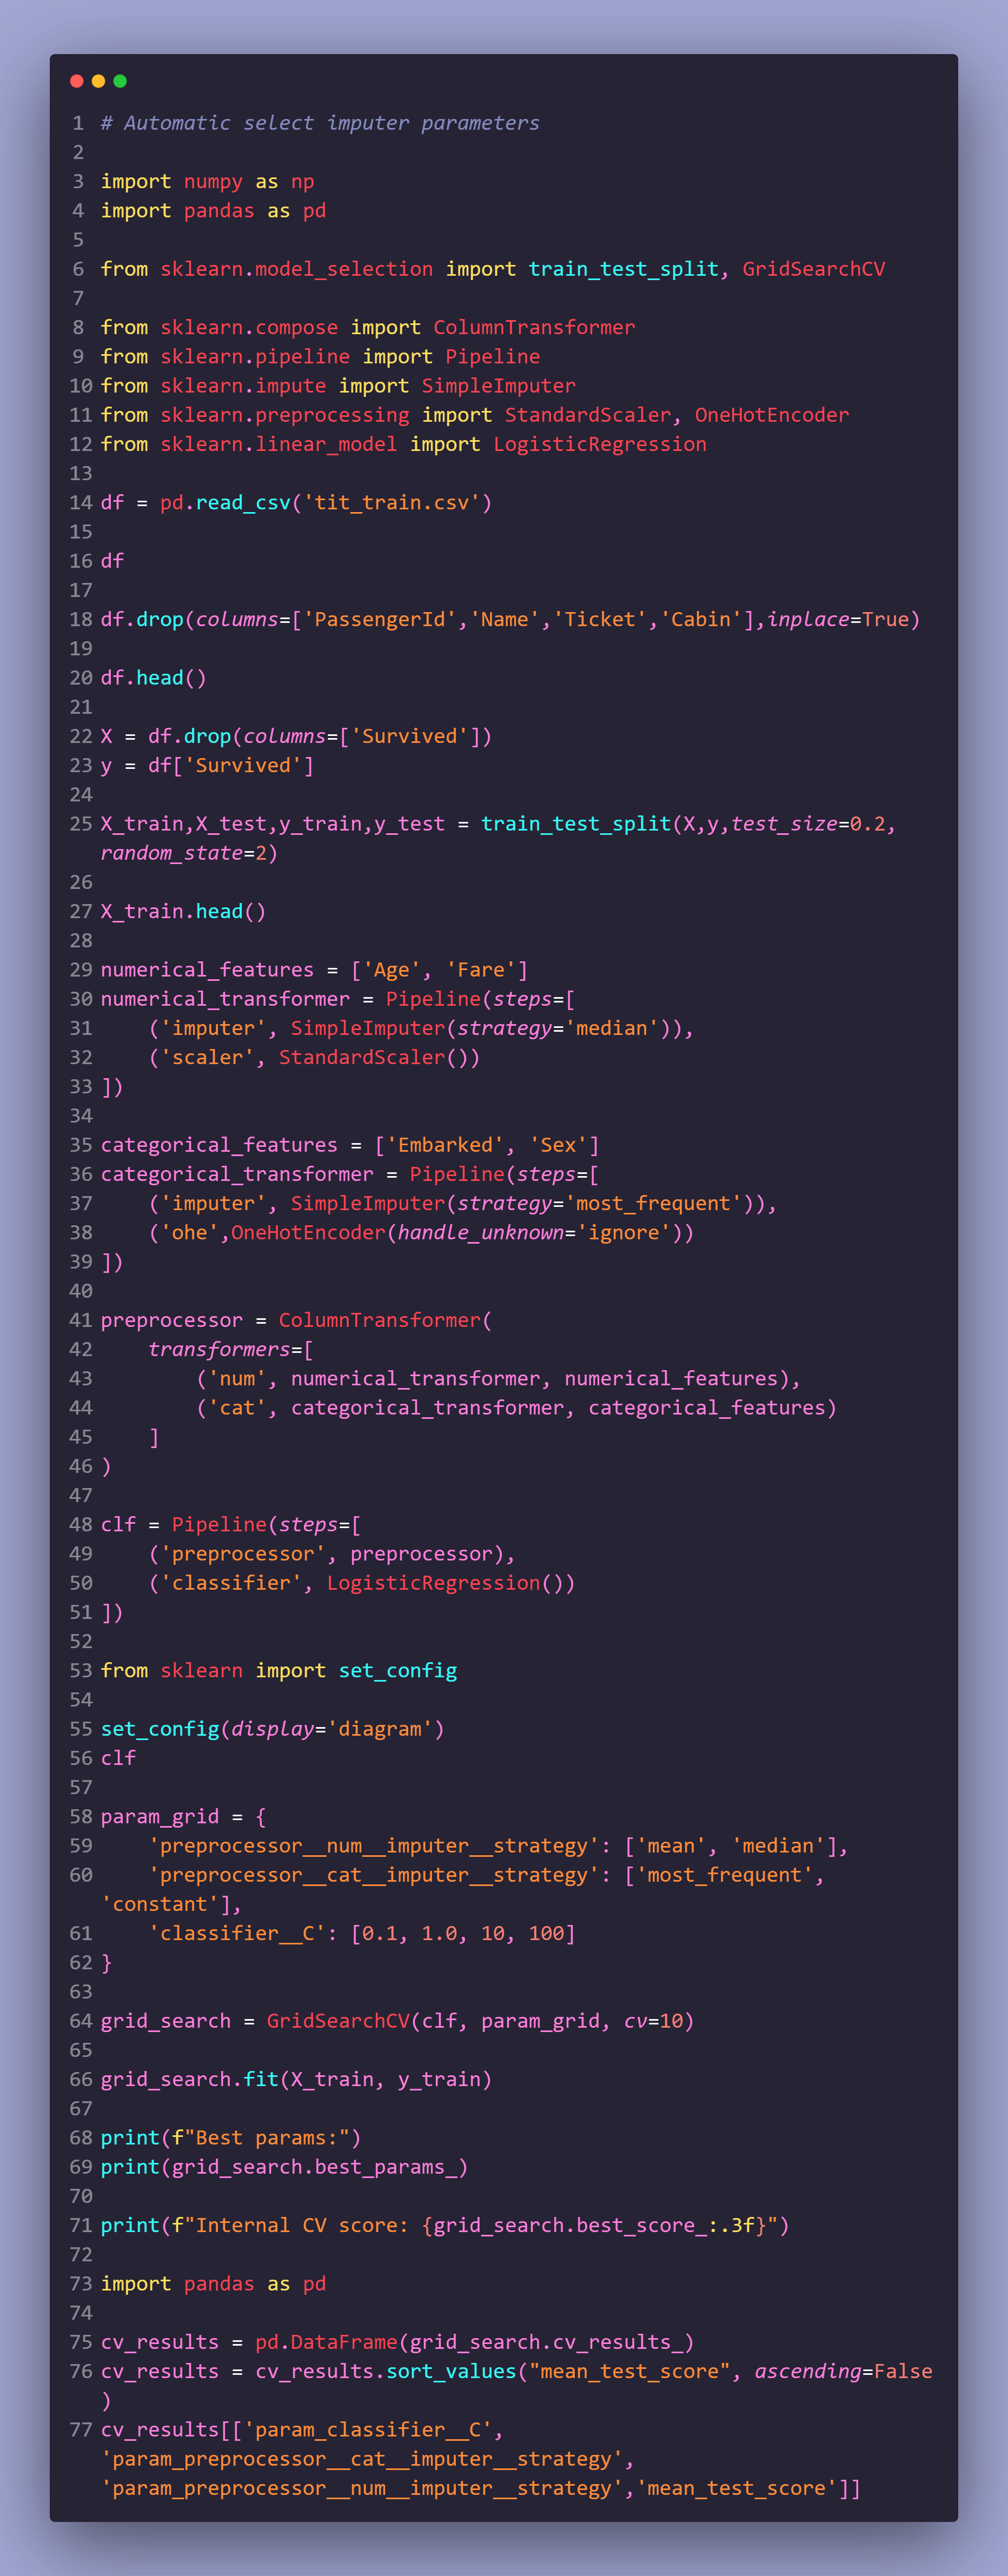 1 # Automatic select imputer parameters
2
3 import numpy as np
4 import pandas as pd
5
6 from sklearn.model_selection import train_test_split, GridSearchCV
7
8 from sklearn.compose import ColumnTransformer
9 from sklearn.pipeline import Pipeline
10 from sklearn.impute import SimpleImputer
11 from sklearn.preprocessing import StandardScaler, OneHotEncoder
12 from sklearn.linear_model import LogisticRegression
13
14 df = pd.read_csv('tit_train.csv')
15
16 df
17
18 df.drop(columns=['PassengerId','Name','Ticket','Cabin'],inplace=True)
19
20 df.head()
21
22 X = df.drop(columns=['Survived'])
23 y = df['Survived']
24
25 X_train,X_test,y_train,y_test = train_test_split(X,y,test_size=0.2,
random_state=2)
26
27 X_train.head()
28
29 numerical_features = ['Age', 'Fare']
30 numerical_transformer = Pipeline(steps=[
31     ('imputer', SimpleImputer(strategy='median')),
32     ('scaler', StandardScaler())
33 ])
34
35 categorical_features = ['Embarked', 'Sex']
36 categorical_transformer = Pipeline(steps=[
37     ('imputer', SimpleImputer(strategy='most_frequent')),
38     ('ohe',OneHotEncoder(handle_unknown='ignore'))
39 ])
40
41 preprocessor = ColumnTransformer(
42     transformers=[
43         ('num', numerical_transformer, numerical_features),
44         ('cat', categorical_transformer, categorical_features)
45     ]
46 )
47
48 clf = Pipeline(steps=[
49     ('preprocessor', preprocessor),
50     ('classifier', LogisticRegression())
51 ])
52
53 from sklearn import set_config
54
55 set_config(display='diagram')
56 clf
57
58 param_grid = {
59     'preprocessor__num__imputer__strategy': ['mean', 'median'],
60     'preprocessor__cat__imputer__strategy': ['most_frequent',
'constant'],
61     'classifier__C': [0.1, 1.0, 10, 100]
62 }
63
64 grid_search = GridSearchCV(clf, param_grid, cv=10)
65
66 grid_search.fit(X_train, y_train)
67
68 print(f"Best params:")
69 print(grid_search.best_params_)
70
71 print(f"Internal CV score: {grid_search.best_score_:.3f}")
72
73 import pandas as pd
74
75 cv_results = pd.DataFrame(grid_search.cv_results_)
76 cv_results = cv_results.sort_values("mean_test_score", ascending=False
)
77 cv_results[['param_classifier__C',
'param_preprocessor__cat__imputer__strategy',
'param_preprocessor__num__imputer__strategy','mean_test_score']]